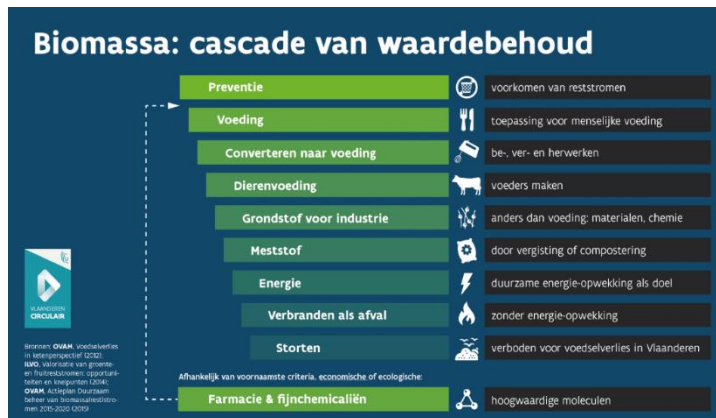 Biomassa: cascade van waardebehoud
Preventie
voorkomen van reststromen
Voeding
toepassing voor menselijke voeding
Converteren naar voeding
be-, ver- en herwerken
Dierenvoeding
voeders maken
Grondstof voor industrie
anders dan voeding: materialen, chemie
Meststof
door vergisting of compostering
Energie
duurzame energie-opwekking als doel
Verbranden als afval
zonder energie-opwekking
Storten
verboden voor voedselverlies in Vlaanderen
Afhankelijk van voornaamste criteria, economische of ecologische:
Farmacie & fijnchemicaliën
hoogwaardige moleculen
VLAANDEREN
CIRCULAIR
Bronnen: OVAM, Voedselverlies
in ketenperspectief (2012);
ILVO, Valorisatie van groente-
en fruitreststromen: opportuni-
teiten en knelpunten (2014);
OVAM, Actieplan Duurzaam
beheer van biomassareststro-
men 2015-2020 (2015)